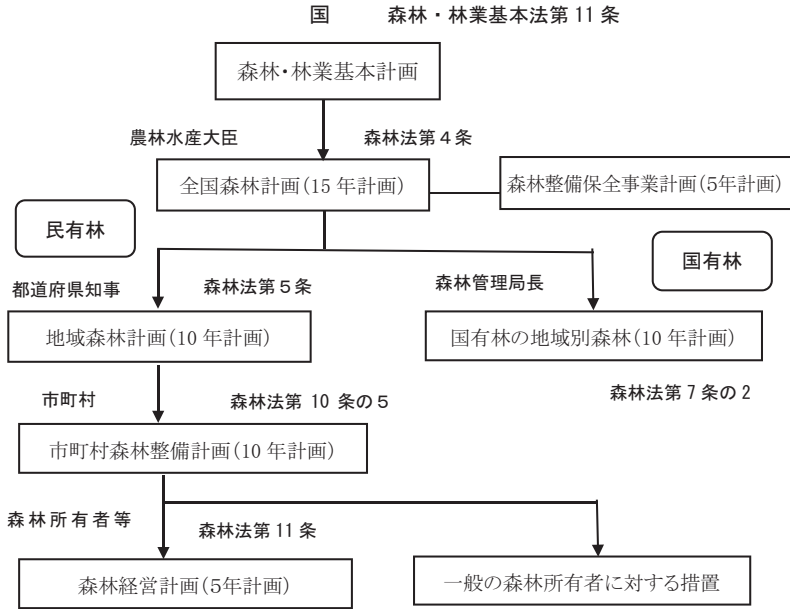 国 森林・林業基本法第11条
森林・林業基本計画
農林水産大臣 森林法第4条
全国森林計画(15年計画)
森林整備保全事業計画(5年計画)
民有林
国有林
都道府県知事 森林法第5条
森林管理局長
地域森林計画(10年計画)
国有林の地域別森林(10年計画)
市町村 森林法第 10 条の5
森林法第7条の2
市町村森林整備計画(10年計画)
森林所有者等 森林法第11条
森林経営計画(5年計画)
一般の森林所有者に対する措置